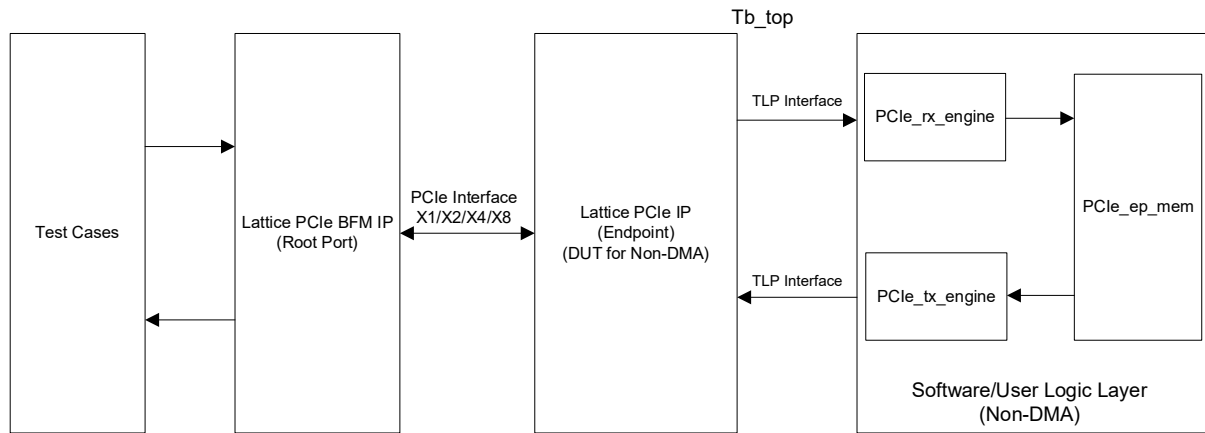 Tb_top
Test Cases
Lattice PCIe BFM IP
(Root Port)
PCIe Interface
X1/X2/X4/X8
Lattice PCIe IP
(Endpoint)
(DUT for Non-DMA)
TLP Interface
TLP Interface
PCIe_rx_engine
PCIe_ep_mem
PCIe_tx_engine
Software/User Logic Layer
(Non-DMA)